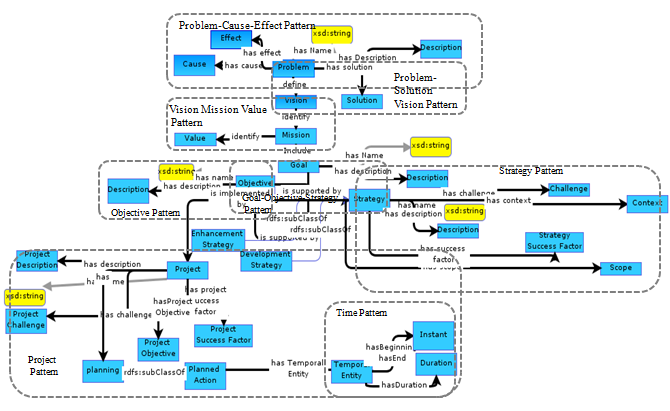 Problem-Cause-Effect Pattern
xsd:string
Effect
has Name
Description
has effect
has Description
Cause
has cause
Problem
has solution
define
Problem-
Solution
Vision Pattern
Vision
Solution
Vision Mission Value
Pattern
identify
Value
identify
Mission
xsd:string
Include
has Name
Goal
Strategy Pattern
xsd:string
has name
has description
Description
Objective
has description
Description
Challenge
has challenge
is implemented
is supported by
Goal-Objective-Strategy
Pattern
Strategy
has context
Context
Objective Pattern
has name
xsd:string
has description
Description
rdfs:subClassOf
rdfs:subClassOf
Enhancement
Strategy
is supported by
Strategy
Success Factor
has success
factor
Development
Strategy
Scope
Project
Description
has description
Project
has
xsd:string
has project
success
factor
hasProject
Objective
Project
Challenge
has challenge
Time Pattern
Project
Success Factor
Instant
Project
Objective
hasBeginning
hasEnd
Project
Pattern
planning
rdfs:subClassOf
Planned
Action
has Temporal
Entity
Temporal
Entity
Duration
hasDuration